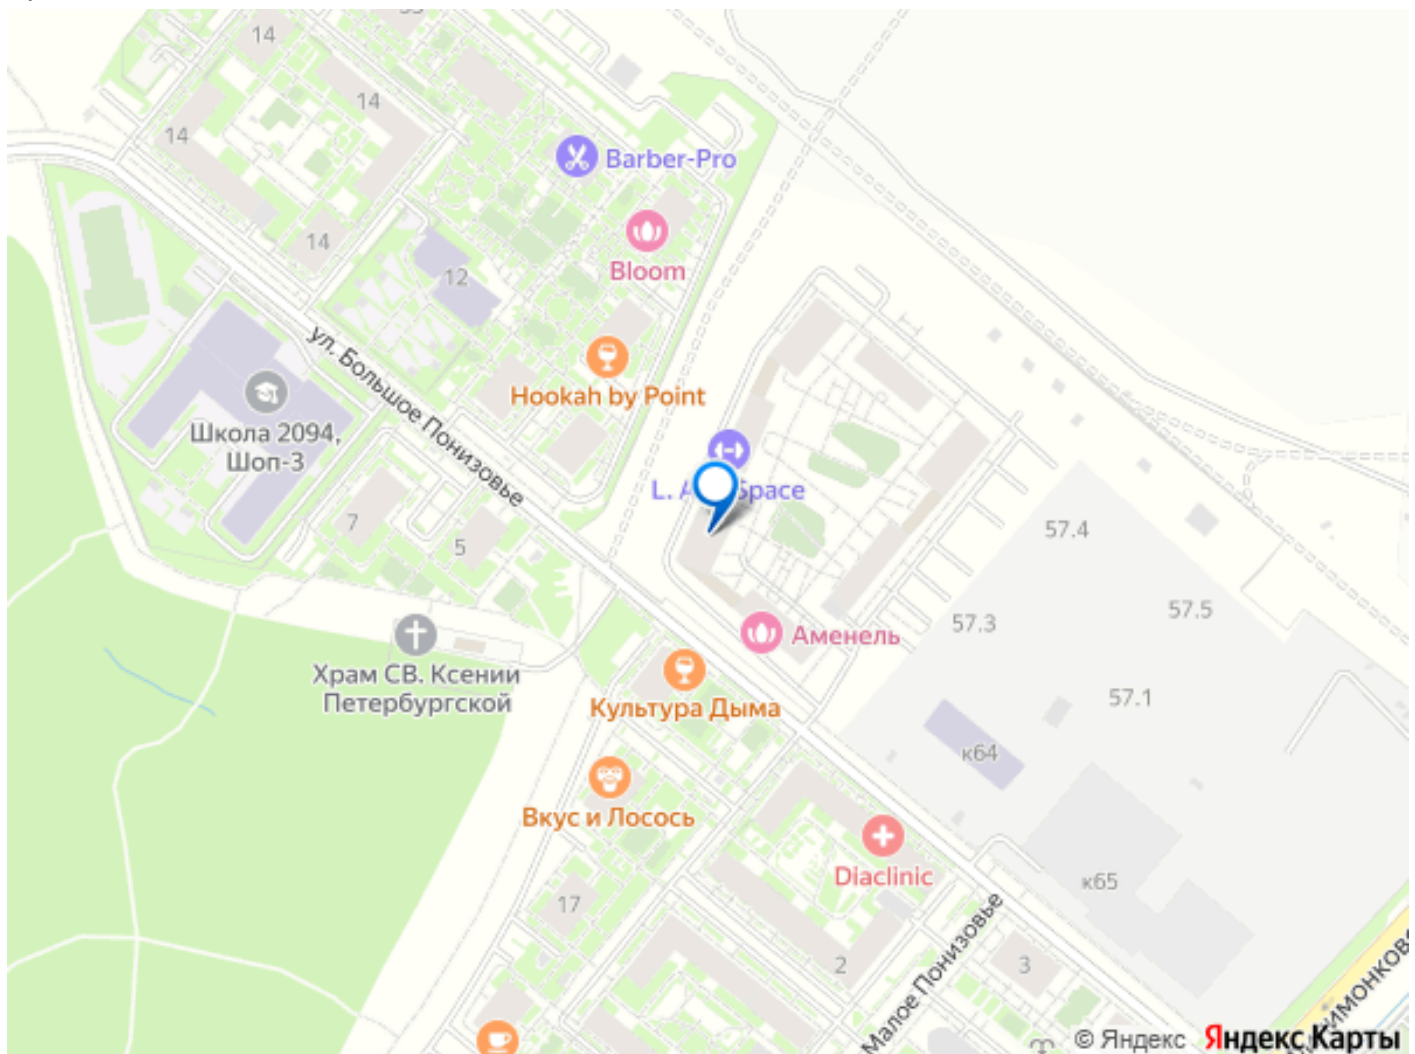 14
14
14
Barber-Pro
14
Bloom
12
ул. Большое Понизовье
Hookah by Point
Школа 2094,
Шоп-3
Space
7
5
57.4
57.5
57.3
Аменель
Храм СВ. Ксении
Петербургской
Культура Дыма
57.1
к64
Вкус и Лосось
Diaclinic
к65
17
2
3
Малое Понизовье
© Яндекс Яндекс Карты